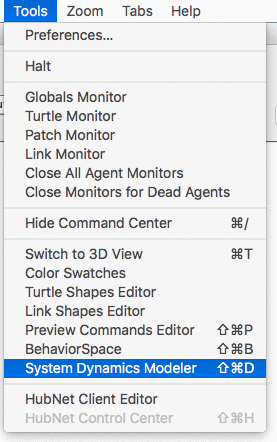 Tools Zoom Tabs Help
Preferences...
Halt
Globals Monitor
Turtle Monitor
Patch Monitor
Link Monitor
Close All Agent Monitors
Close Monitors for Dead Agents
Hide Command Center ⌘/
Switch to 3D View ⌘T
Color Swatches
Turtle Shapes Editor
Link Shapes Editor
Preview Commands Editor ⇧⌘P
BehaviorSpace ⇧⌘B
System Dynamics Modeler ⇧⌘D
HubNet Client Editor
HubNet Control Center ⇧⌘H